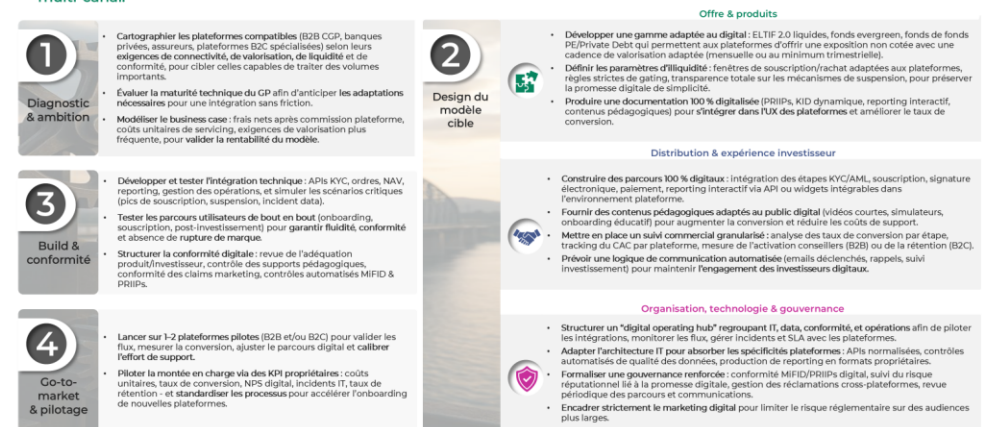 multi-canal
1
Diagnostic
& ambition
• Cartographier les plateformes compatibles (B2B CGP, banques
privées, assureurs, plateformes B2C spécialisées) selon leurs
exigences de connectivité, de valorisation, de liquidité et de
conformité, pour cibler celles capables de traiter des volumes
importants.
• Évaluer la maturité technique du GP afin d'anticiper les adaptations
nécessaires pour une intégration sans friction.
• Modéliser le business case : frais nets après commission plateforme,
coûts unitaires de servicing, exigences de valorisation plus
fréquente, pour valider la rentabilité du modèle.
2
Design du
modèle
cible
Offre & produits
• Développer une gamme adaptée au digital : ELTIF 2.0 liquides, fonds evergreen, fonds de fonds
PE/Private Debt qui permettent aux plateformes d'offrir une exposition non cotée avec une
cadence de valorisation adaptée (mensuelle ou au minimum trimestrielle).
• Définir les paramètres d'illiquidité : fenêtres de souscription/rachat adaptées aux plateformes,
règles strictes de gating, transparence totale sur les mécanismes de suspension, pour préserver
la promesse digitale de simplicité.
• Produire une documentation 100 % digitalisée (PRIIPs, KID dynamique, reporting interactif,
contenus pédagogiques) pour s'intégrer dans l'UX des plateformes et améliorer le taux de
conversion.
Distribution & expérience investisseur
• Construire des parcours 100 % digitaux : intégration des étapes KYC/AML, souscription, signature
électronique, paiement, reporting interactif via API ou widgets intégrables dans
l'environnement plateforme.
• Fournir des contenus pédagogiques adaptés au public digital (vidéos courtes, simulateurs,
onboarding éducatif) pour augmenter la conversion et réduire les coûts de support.
• Mettre en place un suivi commercial granularisé : analyse des taux de conversion par étape,
tracking du CAC par plateforme, mesure de l'activation conseillers (B2B) ou de la rétention (B2C).
• Prévoir une logique de communication automatisée (emails déclenchés, rappels, suivi
investissement) pour maintenir l'engagement des investisseurs digitaux.
Organisation, technologie & gouvernance
• Structurer un "digital operating hub" regroupant IT, data, conformité, et opérations afin de piloter
les intégrations, monitorer les flux, gérer incidents et SLA avec les plateformes.
• Adapter l'architecture IT pour absorber les spécificités plateformes : APIs normalisées, contrôles
automatisés de qualité des données, production de reporting en formats propriétaires.
• Formaliser une gouvernance renforcée : conformité MiFID/PRIIPs digital, suivi du risque
réputationnel lié à la promesse digitale, gestion des réclamations cross-plateformes, revue
périodique des parcours et communications.
• Encadrer strictement le marketing digital pour limiter le risque réglementaire sur des audiences
plus larges.
3
Build &
conformité
• Développer et tester l'intégration technique : APIs KYC, ordres, NAV,
reporting, gestion des opérations, et simuler les scénarios critiques
(pics de souscription, suspension, incident data).
• Tester les parcours utilisateurs de bout en bout (onboarding,
souscription, post-investissement) pour garantir fluidité, conformité
et absence de rupture de marque.
• Structurer la conformité digitale : revue de l'adéquation
produit/investisseur, contrôle des supports pédagogiques,
conformité des claims marketing, contrôles automatisés MiFID &
PRIIPs.
4
Go-to-
market
& pilotage
• Lancer sur 1-2 plateformes pilotes (B2B et/ou B2C) pour valider les
flux, mesurer la conversion, ajuster le parcours digital et calibrer
l'effort de support.
• Piloter la montée en charge via des KPI propriétaires : coûts
unitaires, taux de conversion, NPS digital, incidents IT, taux de
rétention - et standardiser les processus pour accélérer l'onboarding
de nouvelles plateformes.